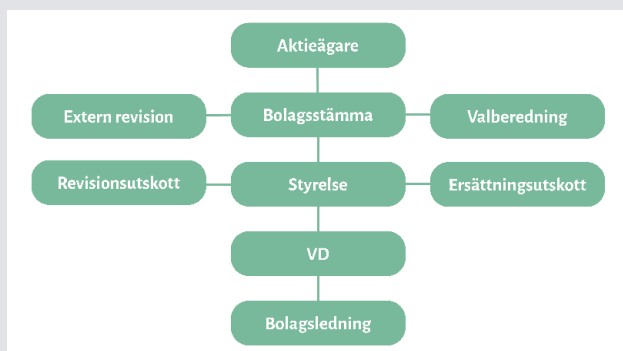 Aktieägare
Extern revision
Bolagsstämma
Valberedning
Revisionsutskott
Styrelse
Ersättningsutskott
VD
Bolagsledning